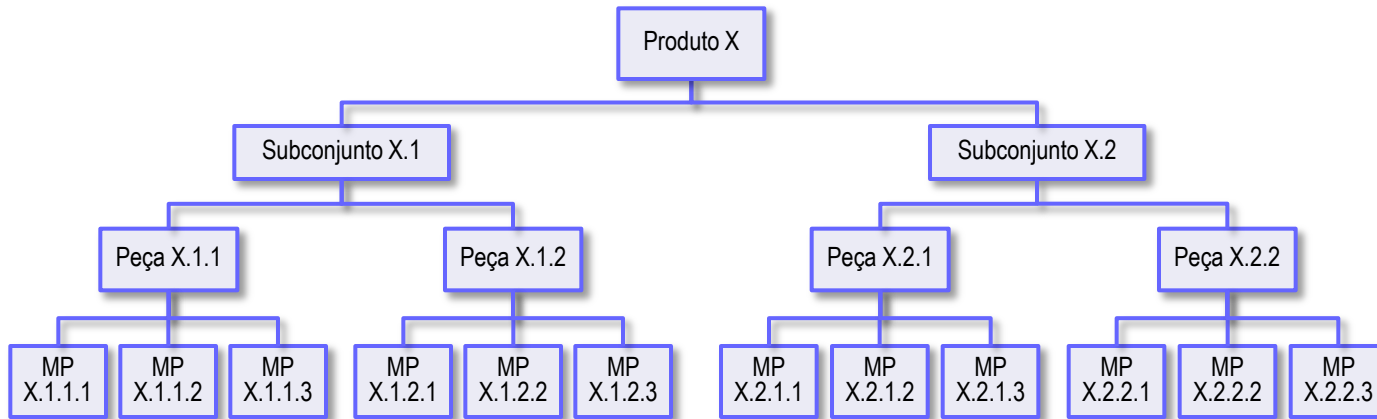 Produto X
Subconjunto X.1
Subconjunto X.2
Peça X.1.1
Peça X.1.2
Peça X.2.1
Peça X.2.2
MP
X.1.1.1
MP
X.1.1.2
MP
X.1.1.3
MP
X.1.2.1
MP
X.1.2.2
MP
X.1.2.3
MP
X.2.1.1
MP
X.2.1.2
MP
X.2.1.3
MP
X.2.2.1
MP
X.2.2.2
MP
X.2.2.3